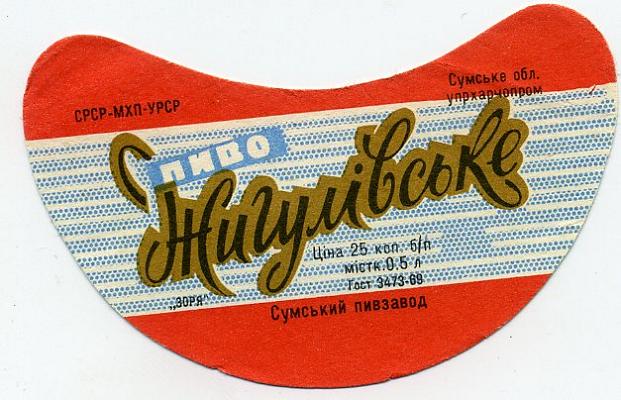 СРСР-МХП-УРСР
Сумське обл.
упрхарчопром
ПИВО
Жигулівське
Ціна 25 коп. б/п
містк.0,5 л
Гост 3473-69
„ЗОРЯ“
Сумський пивзавод